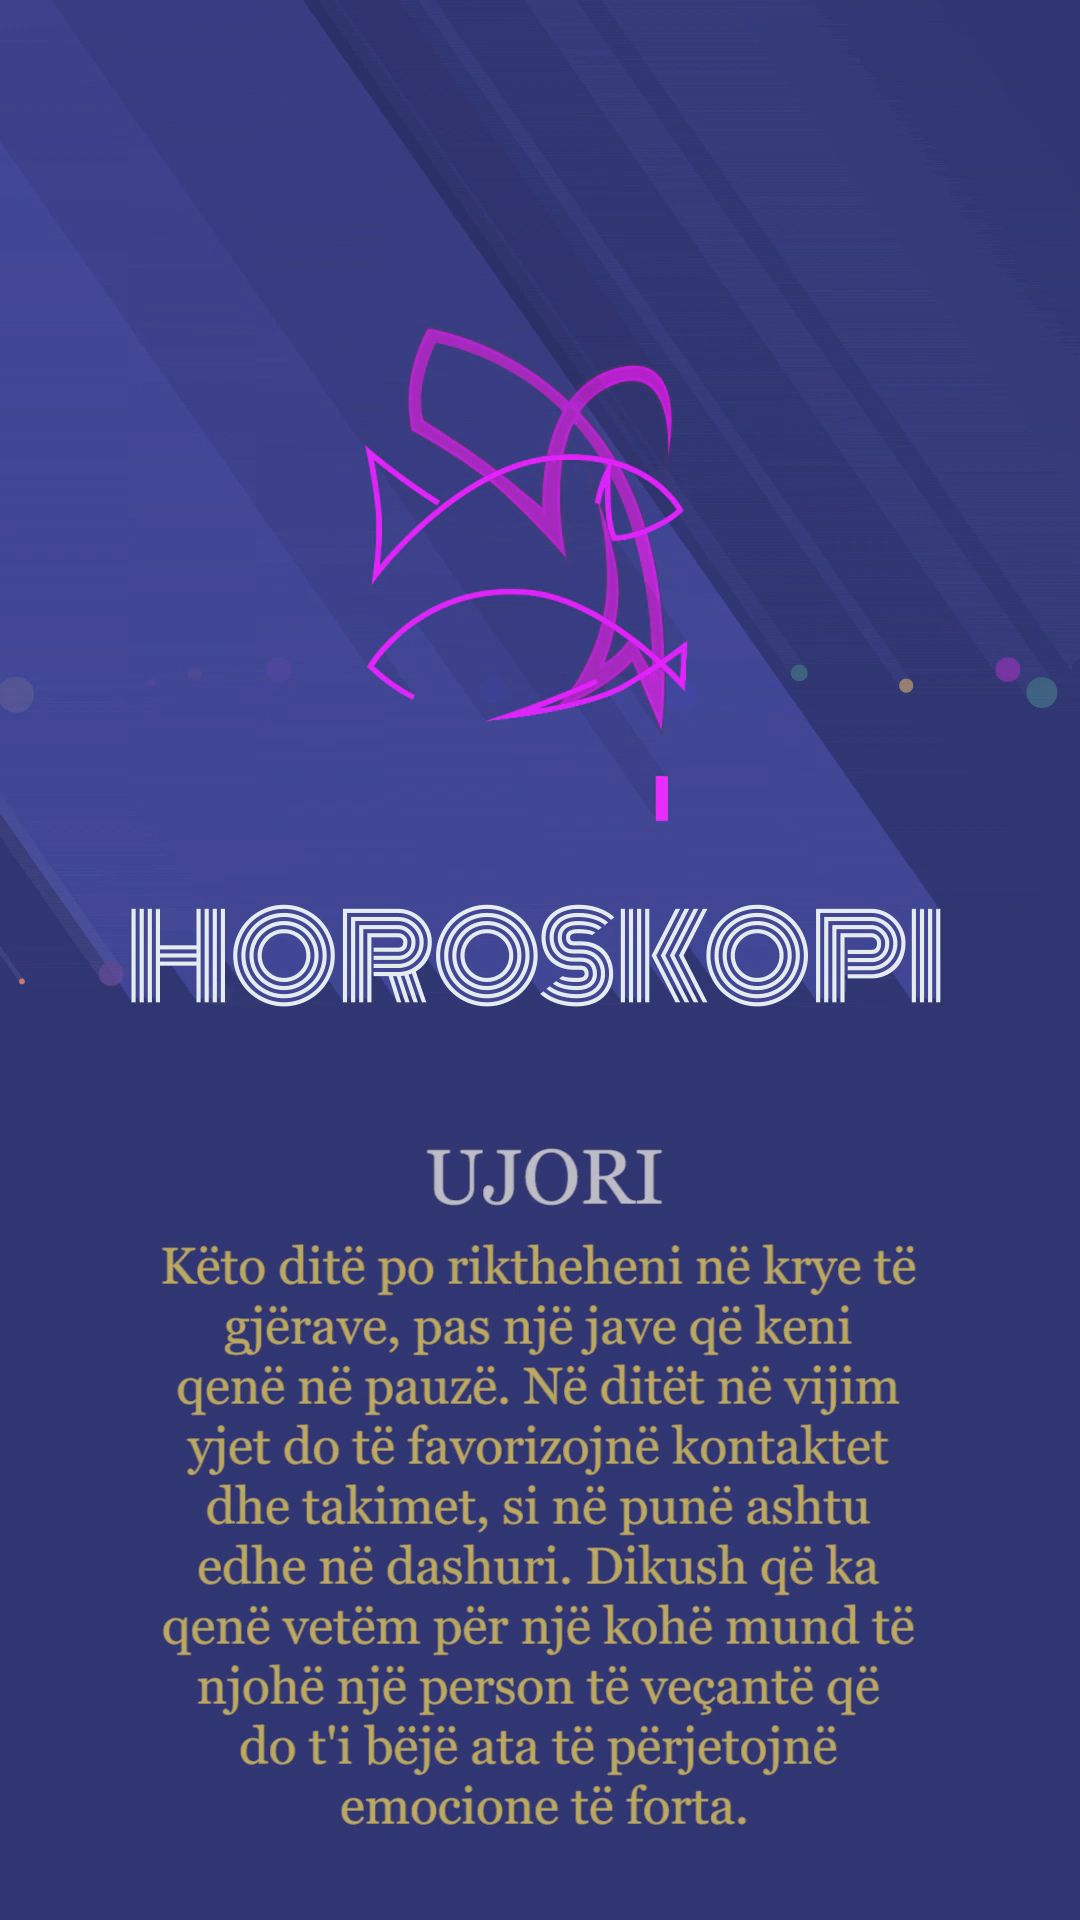 HOROSKOPI
UJORI
Këto ditë po riktheheni në krye të
gjërave, pas një jave që keni
qenë në pauzë. Në ditët në vijim
yjet do të favorizojnë kontaktet
dhe takimet, si në punë ashtu
edhe në dashuri. Dikush që ka
qenë vetëm për një kohë mund të
njohë një person të veçantë që
do t'i bëjë ata të përjetojnë
emocione të forta.